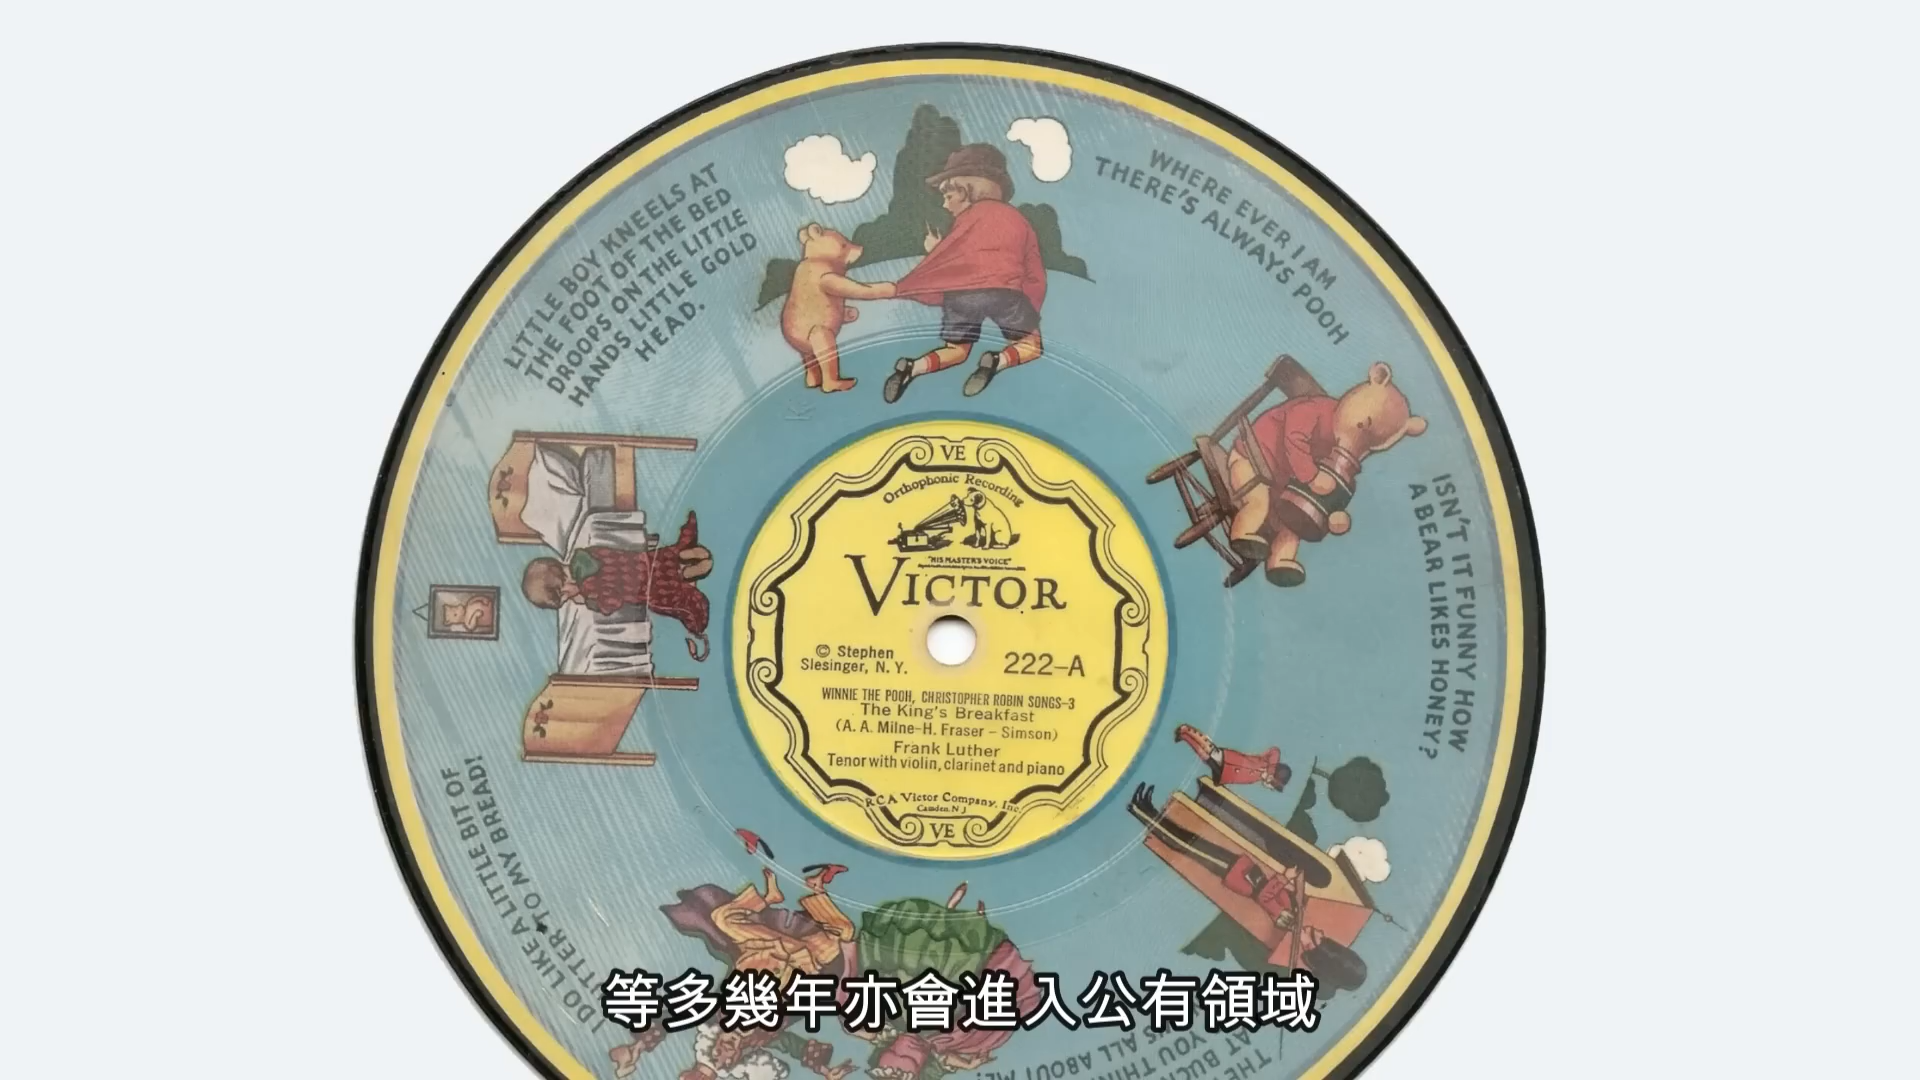 LITTLE BOY KNEELS AT
THE FOOT OF THE BED
DROOPS ON THE LITTLE
HANDS LITTLE GOLD
HEAD.
WHERE EVER I AM
THERE'S ALWAYS POOH
ISN'T IT FUNNY HOW
A BEAR LIKES HONEY?
VE
Orthophonic Recording
"HIS MASTER'S VOICE"
VICTOR
© Stephen
Slesinger, N. Y.
222-A
WINNIE THE POOH, CHRISTOPHER ROBIN SONGS-3
The King's Breakfast
(A. A. Milne-H. Fraser - Simson)
Frank Luther
Tenor with violin, clarinet and piano
RCA Victor Company, Inc.
Camden, N J
VE
I DO LIKE A LITTLE BIT OF
TO MY BREAD!
ALL ABOUT
等多幾年亦會進入公有領域